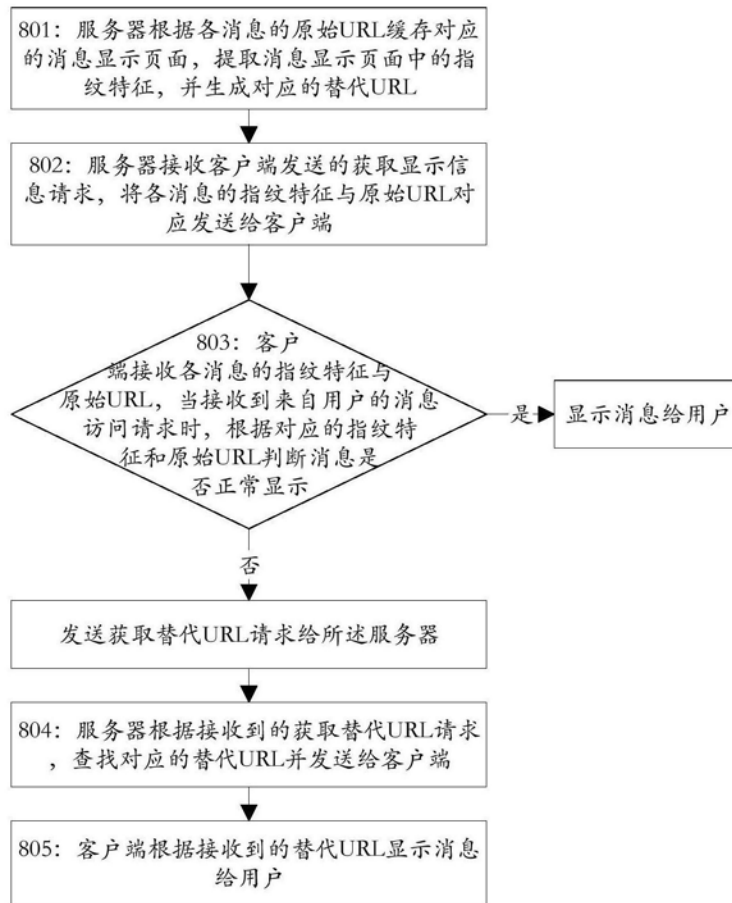 801：服务器根据各消息的原始URL缓存对应
的消息显示页面，提取消息显示页面中的指
纹特征，并生成对应的替代URL
802：服务器接收客户端发送的获取显示信
息请求，将各消息的指纹特征与原始URL对
应发送给客户端
803：客户
端接收各消息的指纹特征与
原始URL，当接收到来自用户的消息
访问请求时，根据对应的指纹特
征和原始URL判断消息是
否正常显示
是
显示消息给用户
否
发送获取替代URL请求给所述服务器
804：服务器根据接收到的获取替代URL请求
，查找对应的替代URL并发送给客户端
805：客户端根据接收到的替代URL显示消息
给用户